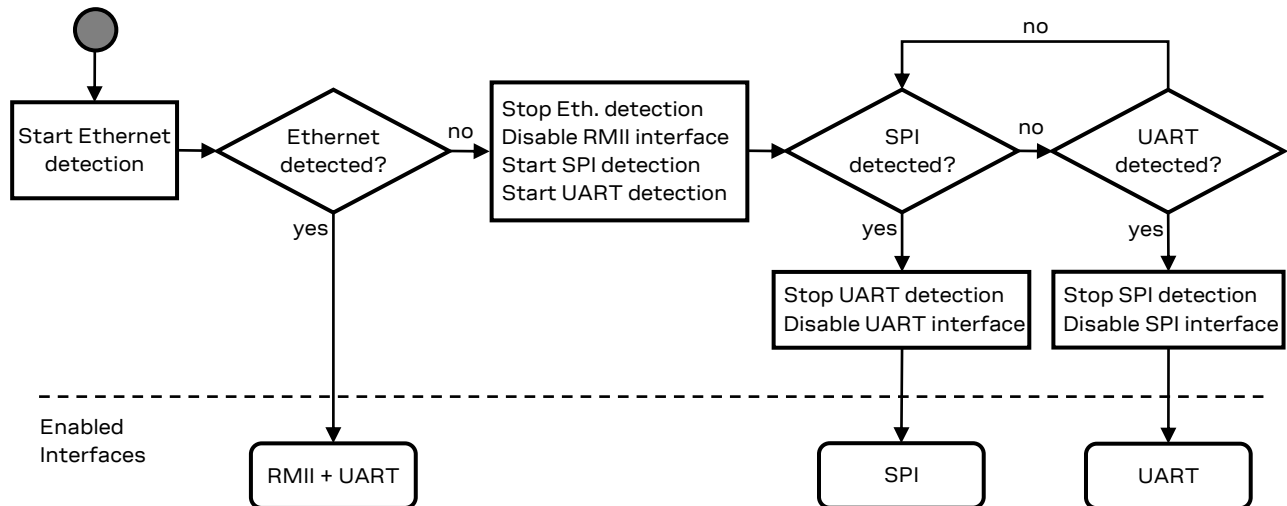 Start Ethernet
detection
Ethernet
detected?
no
yes
Stop Eth. detection
Disable RMII interface
Start SPI detection
Start UART detection
SPI
detected?
no
yes
UART
detected?
no
yes
Stop UART detection
Disable UART interface
Stop SPI detection
Disable SPI interface
Enabled
Interfaces
RMII + UART
SPI
UART